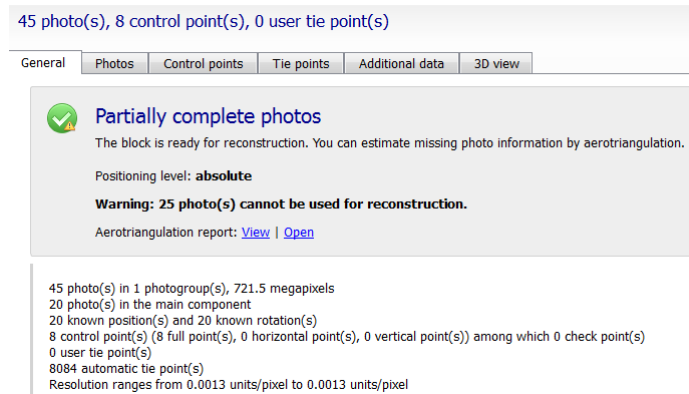 45 photo(s), 8 control point(s), 0 user tie point(s)
General Photos Control points Tie points Additional data 3D view
Partially complete photos
The block is ready for reconstruction. You can estimate missing photo information by aerotriangulation.
Positioning level: absolute
Warning: 25 photo(s) cannot be used for reconstruction.
Aerotriangulation report: View | Open
45 photo(s) in 1 photogroup(s), 721.5 megapixels
20 photo(s) in the main component
20 known position(s) and 20 known rotation(s)
8 control point(s) (8 full point(s), 0 horizontal point(s), 0 vertical point(s)) among which 0 check point(s)
0 user tie point(s)
8084 automatic tie point(s)
Resolution ranges from 0.0013 units/pixel to 0.0013 units/pixel